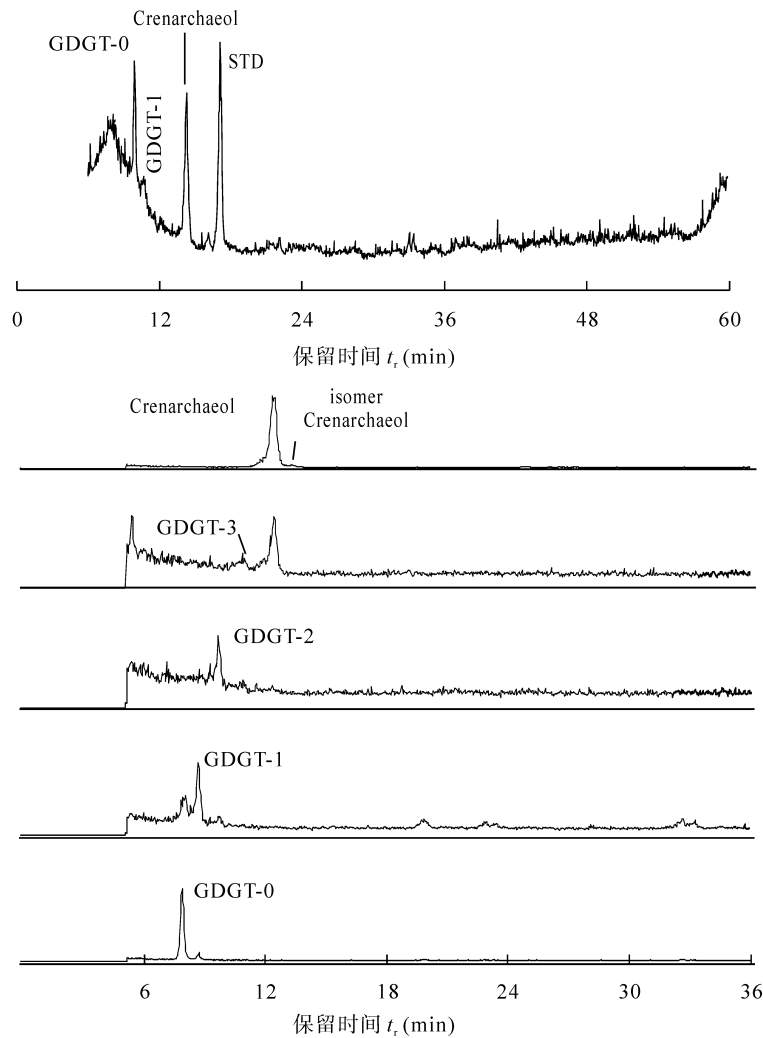 Crenarchaeol
GDGT-0
STD
GDGT-1
0 12 24 36 48 60
保留时间 tr (min)
isomer
Crenarchaeol
Crenarchaeol
GDGT-3
GDGT-2
GDGT-1
GDGT-0
6 12 18 24 30 36
保留时间 tr (min)